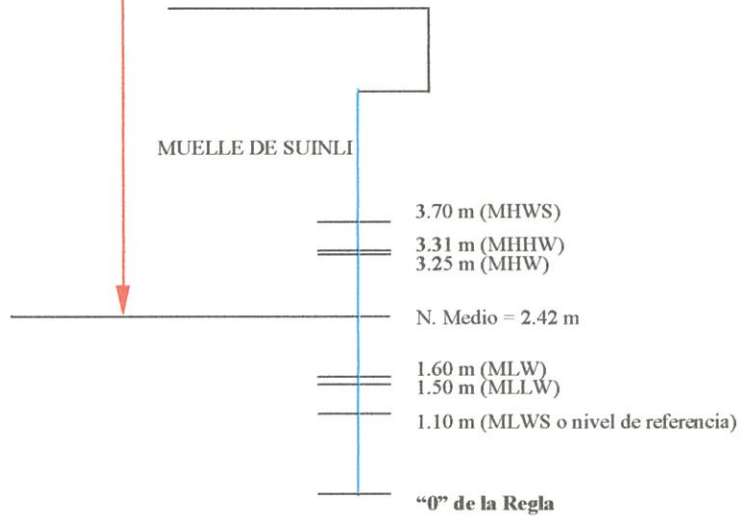 MUELLE DE SUINLI
3.70 m (MHWS)
3.31 m (MHHW)
3.25 m (MHW)
N. Medio = 2.42 m
1.60 m (MLW)
1.50 m (MLLW)
1.10 m (MLWS o nivel de referencia)
“0” de la Regla